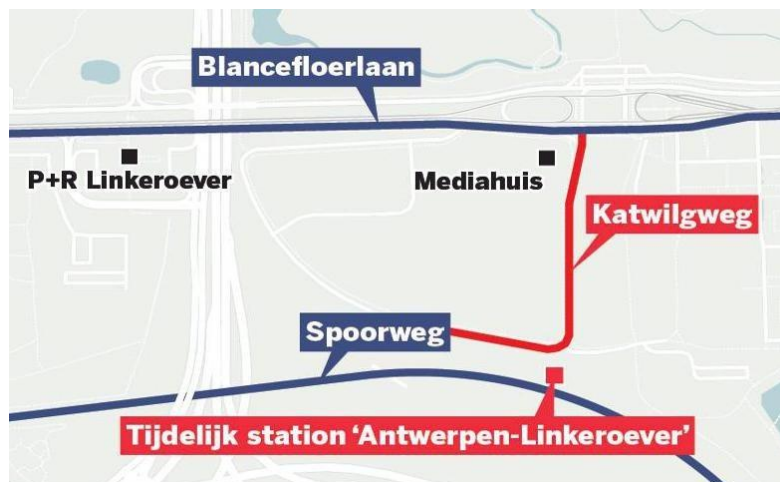 Blancefloerlaan
P+R Linkeroever
Mediahuis
Katwilgweg
Spoorweg
Tijdelijk station ‘Antwerpen-Linkeroever’